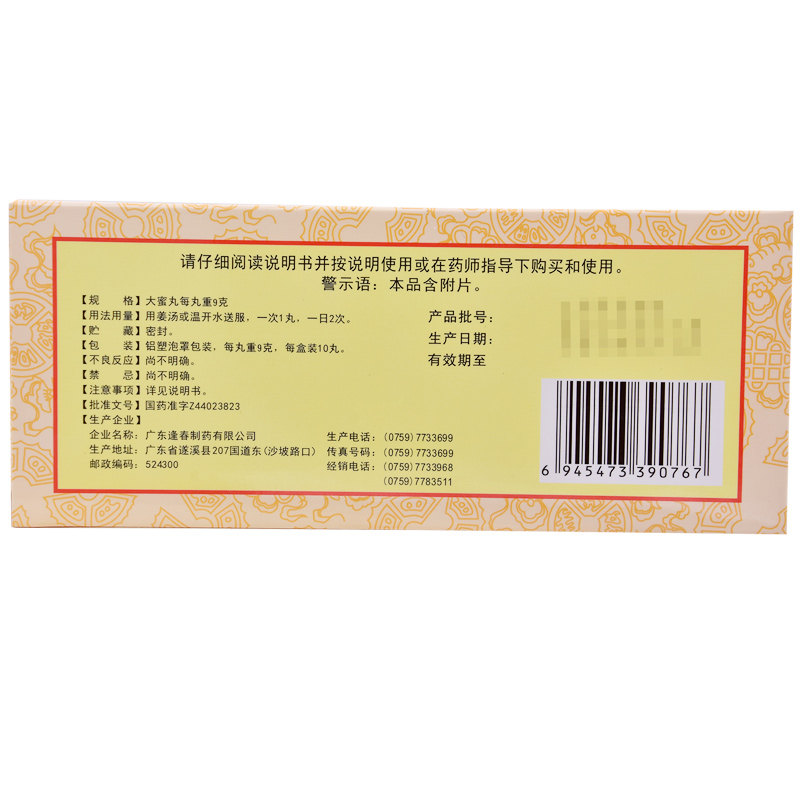 请仔细阅读说明书并按说明使用或在药师指导下购买和使用。
警示语：本品含附片。
【规　　格】大蜜丸每丸重9克
【用法用量】用姜汤或温开水送服，一次1丸，一日2次。
【贮　　藏】密封。
【包　　装】铝塑泡罩包装，每丸重9克，每盒装10丸。
【不良反应】尚不明确。
【禁　　忌】尚不明确。
【注意事项】详见说明书。
【批准文号】国药准字Z44023823
【生产企业】
企业名称：广东逢春制药有限公司
生产地址：广东省遂溪县207国道东(沙坡路口)
邮政编码：524300
生产电话：(0759)7733699
传真号码：(0759)7733699
经销电话：(0759)7733968
(0759)7783511
产品批号：
生产日期：
有效期至
6 945473 390767